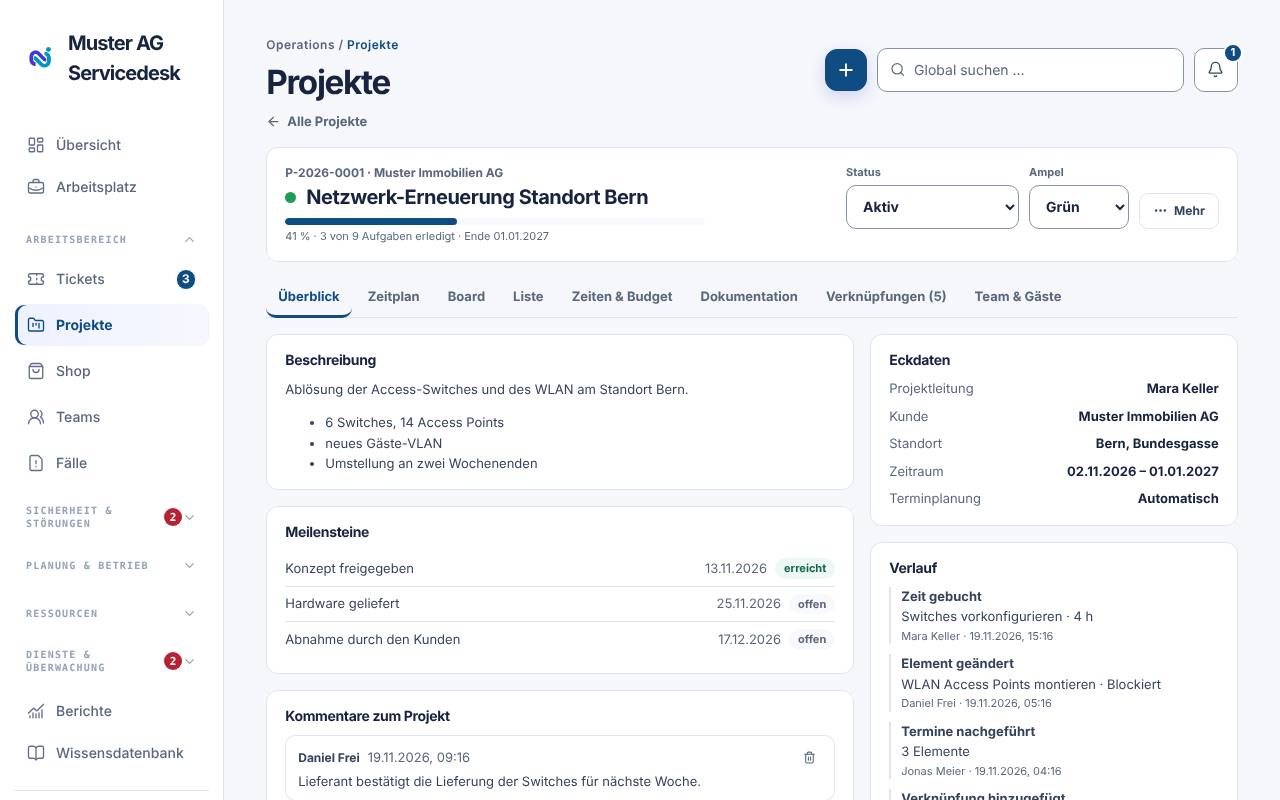 Muster AG
Servicedesk
Übersicht
Arbeitsplatz
ARBEITSBEREICH
Tickets 3
Projekte
Shop
Teams
Fälle
SICHERHEIT &
STÖRUNGEN 2
PLANUNG & BETRIEB
RESSOURCEN
DIENSTE &
ÜBERWACHUNG 2
Berichte
Wissensdatenbank
Operations / Projekte
Projekte
+
Global suchen ...
1
← Alle Projekte
P-2026-0001 · Muster Immobilien AG
Netzwerk-Erneuerung Standort Bern
41 % · 3 von 9 Aufgaben erledigt · Ende 01.01.2027
Status
Aktiv
Ampel
Grün
··· Mehr
Überblick Zeitplan Board Liste Zeiten & Budget Dokumentation Verknüpfungen (5) Team & Gäste
Beschreibung
Ablösung der Access-Switches und des WLAN am Standort Bern.
• 6 Switches, 14 Access Points
• neues Gäste-VLAN
• Umstellung an zwei Wochenenden
Meilensteine
Konzept freigegeben 13.11.2026 erreicht
Hardware geliefert 25.11.2026 offen
Abnahme durch den Kunden 17.12.2026 offen
Kommentare zum Projekt
Daniel Frei 19.11.2026, 09:16
Lieferant bestätigt die Lieferung der Switches für nächste Woche.
Eckdaten
Projektleitung Mara Keller
Kunde Muster Immobilien AG
Standort Bern, Bundesgasse
Zeitraum 02.11.2026 – 01.01.2027
Terminplanung Automatisch
Verlauf
Zeit gebucht
Switches vorkonfigurieren · 4 h
Mara Keller · 19.11.2026, 15:16
Element geändert
WLAN Access Points montieren · Blockiert
Daniel Frei · 19.11.2026, 05:16
Termine nachgeführt
3 Elemente
Jonas Meier · 19.11.2026, 04:16
Verknüpfung hinzugefügt